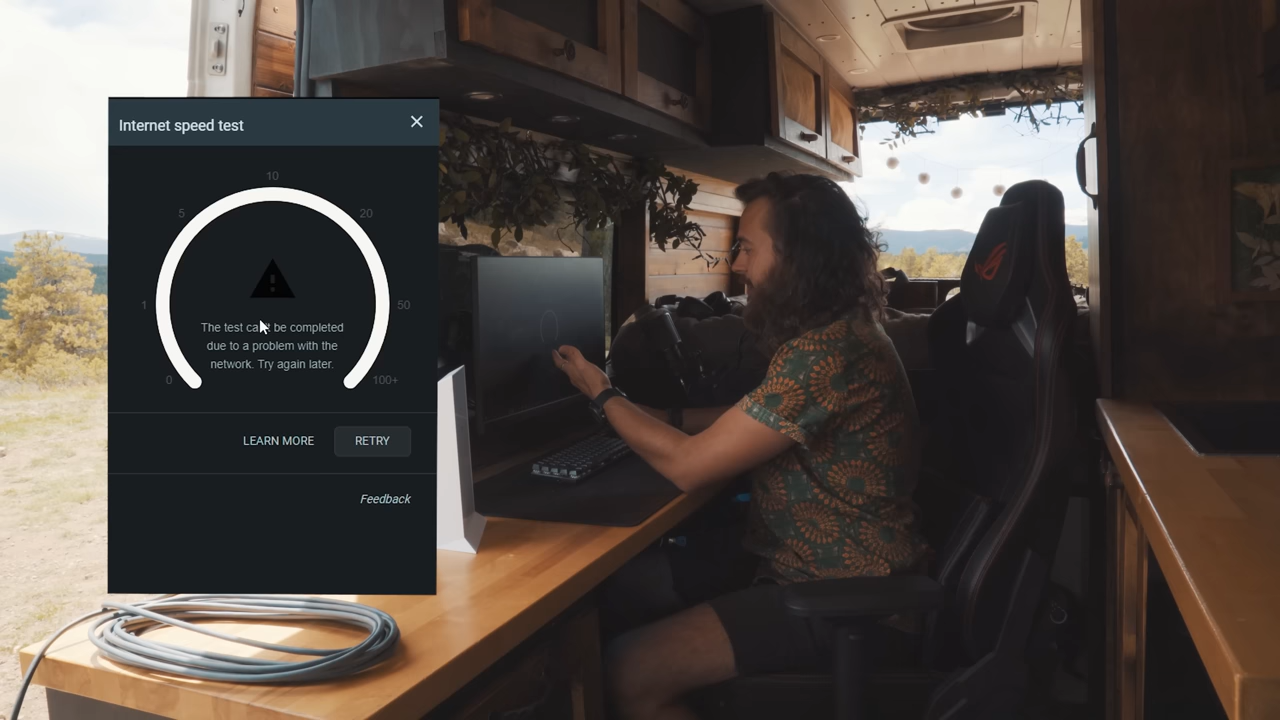 Internet speed test
10
5
20
1
50
The test can't be completed
due to a problem with the
network. Try again later.
0
100+
LEARN MORE
RETRY
Feedback